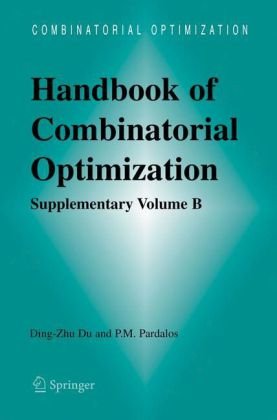 COMBINATORIAL OPTIMIZATION
Handbook of
Combinatorial
Optimization
Supplementary Volume B
Ding-Zhu Du and P.M. Pardalos
Springer